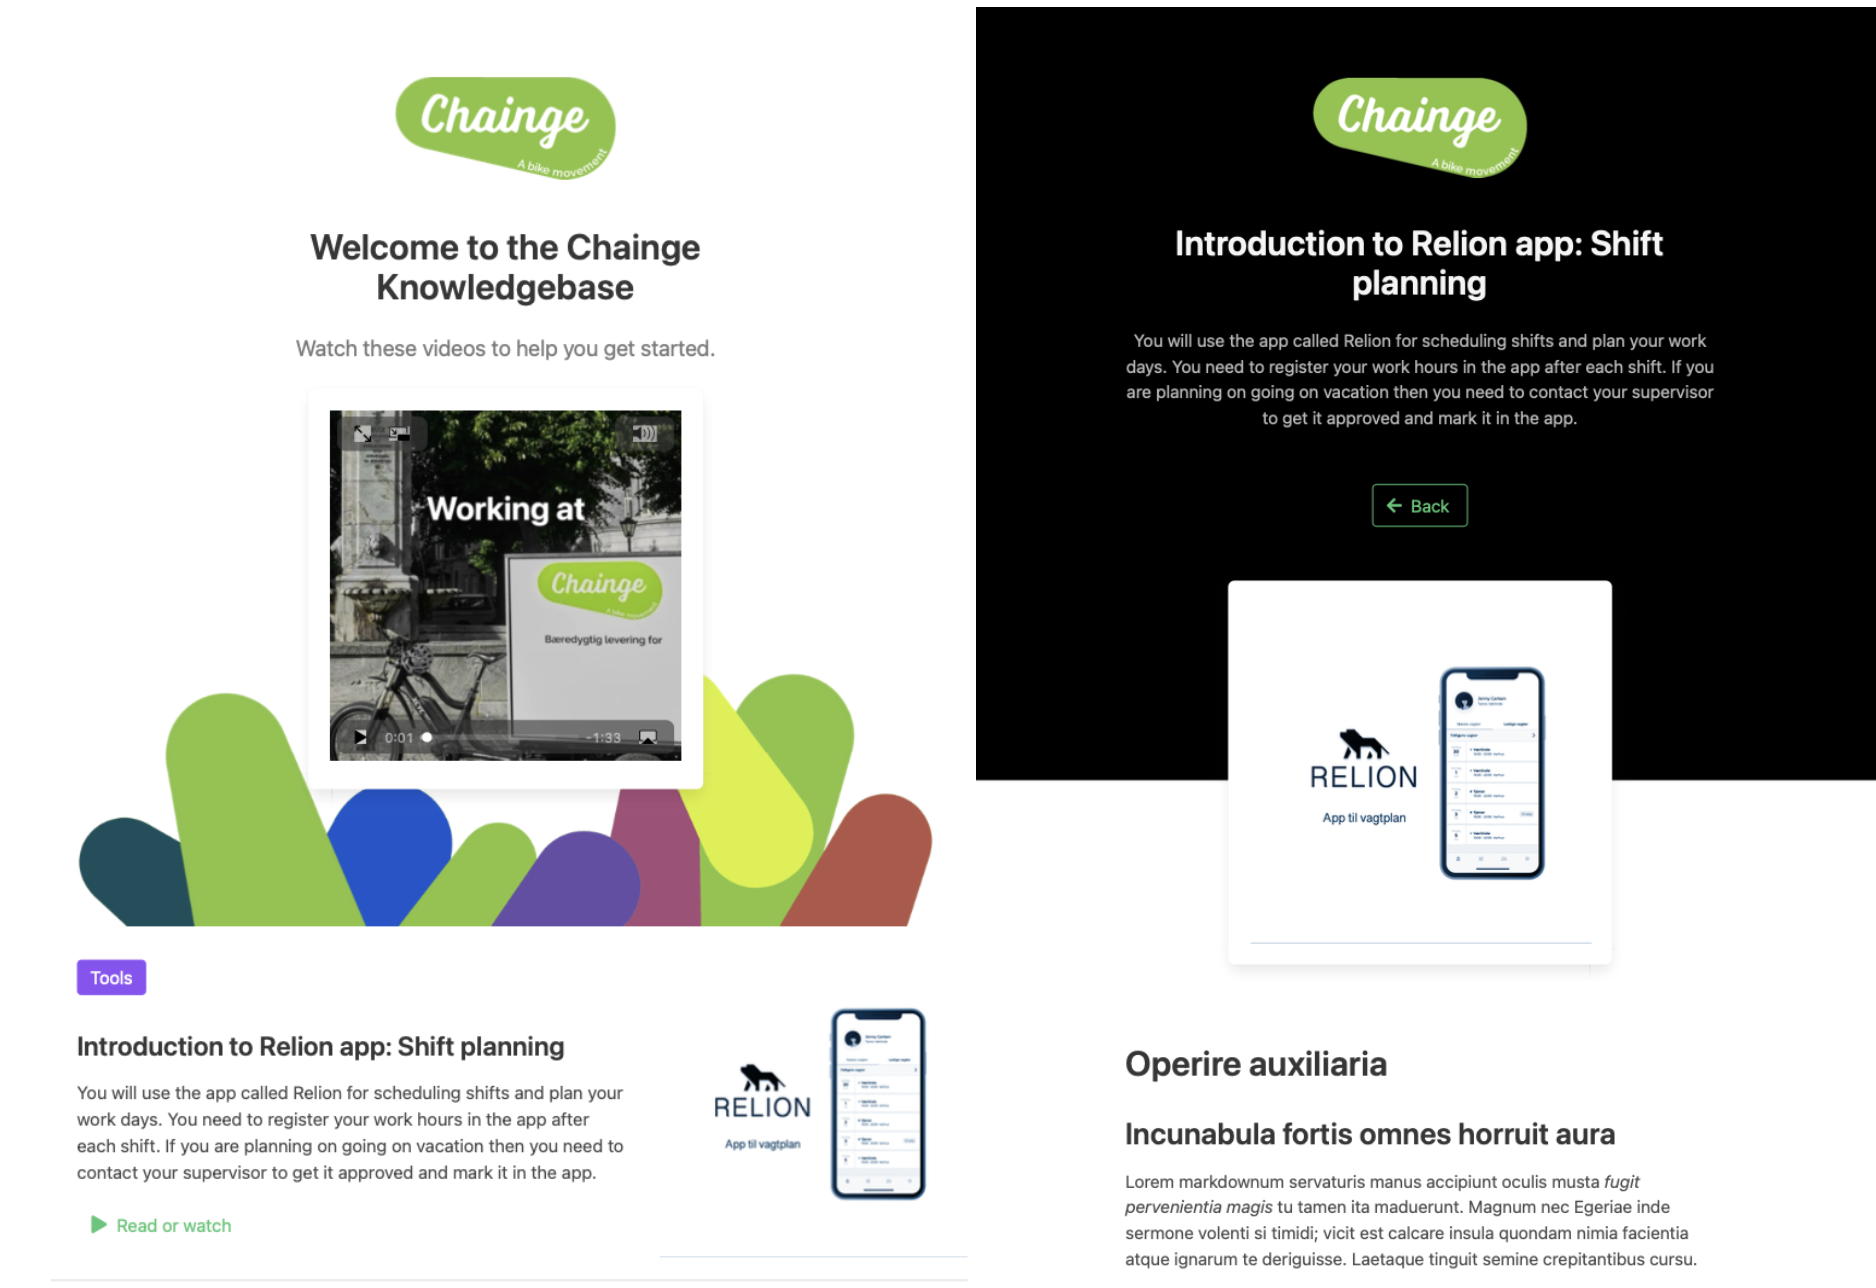 Chainge
A bike movement
Welcome to the Chainge
Knowledgebase
Watch these videos to help you get started.
Working at
Chainge
A bike movement
Bæredygtig levering for
0:01
-1:33
Tools
Introduction to Relion app: Shift planning
You will use the app called Relion for scheduling shifts and plan your
work days. You need to register your work hours in the app after
each shift. If you are planning on going on vacation then you need to
contact your supervisor to get it approved and mark it in the app.
Read or watch
RELION
App til vagtplan
Chainge
A bike movement
Introduction to Relion app: Shift
planning
You will use the app called Relion for scheduling shifts and plan your work
days. You need to register your work hours in the app after each shift. If you
are planning on going on vacation then you need to contact your supervisor
to get it approved and mark it in the app.
Back
RELION
App til vagtplan
Jenny Carlsen
Operire auxiliaria
Incunabula fortis omnes horruit aura
Lorem markdownum servaturis manus accipiunt oculis musta fugit
pervenientia magis tu tamen ita maduerunt. Magnum nec Egeriae inde
sermone volenti si timidi; vicit est calcare insula quondam nimia facientia
atque ignarum te deriguisse. Laetaque tinguit semine crepitantibus cursu.